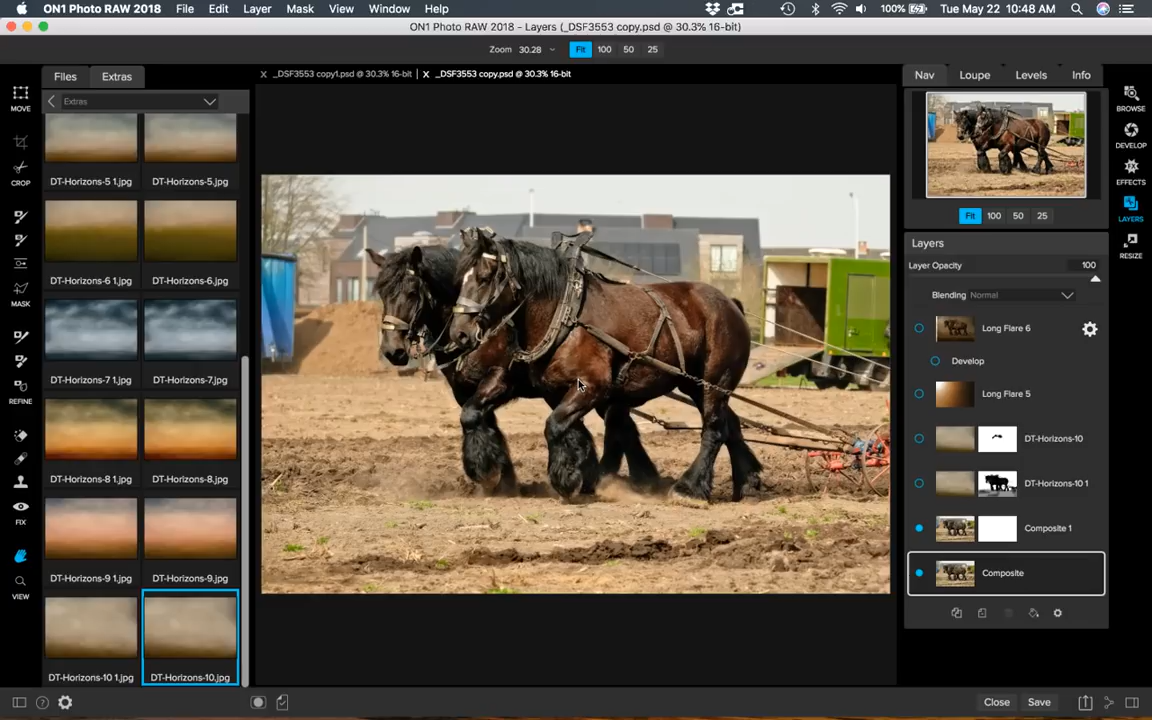 ON1 Photo RAW 2018 File Edit Layer Mask View Window Help 100% Tue May 22 10:48 AM
ON1 Photo RAW 2018 - Layers (_DSF3553 copy.psd @ 30.3% 16-bit)
Zoom 30.28 Fit 100 50 25
Files Extras X _DSF3553 copy1.psd @ 30.3% 16-bit X _DSF3553 copy.psd @ 30.3% 16-bit Nav Loupe Levels Info
Extras
MOVE
BROWSE
DEVELOP
CROP
DT-Horizons-5 1.jpg DT-Horizons-5.jpg
EFFECTS
Fit 100 50 25
LAYERS
Layers
RESIZE
Layer Opacity 100
DT-Horizons-6 1.jpg DT-Horizons-6.jpg
Blending Normal
MASK
Long Flare 6
Develop
DT-Horizons-7 1.jpg DT-Horizons-7.jpg
Long Flare 5
REFINE
DT-Horizons-10
DT-Horizons-8 1.jpg DT-Horizons-8.jpg
DT-Horizons-10 1
FIX
Composite 1
Composite
DT-Horizons-9 1.jpg DT-Horizons-9.jpg
VIEW
DT-Horizons-10 1.jpg DT-Horizons-10.jpg
? Close Save